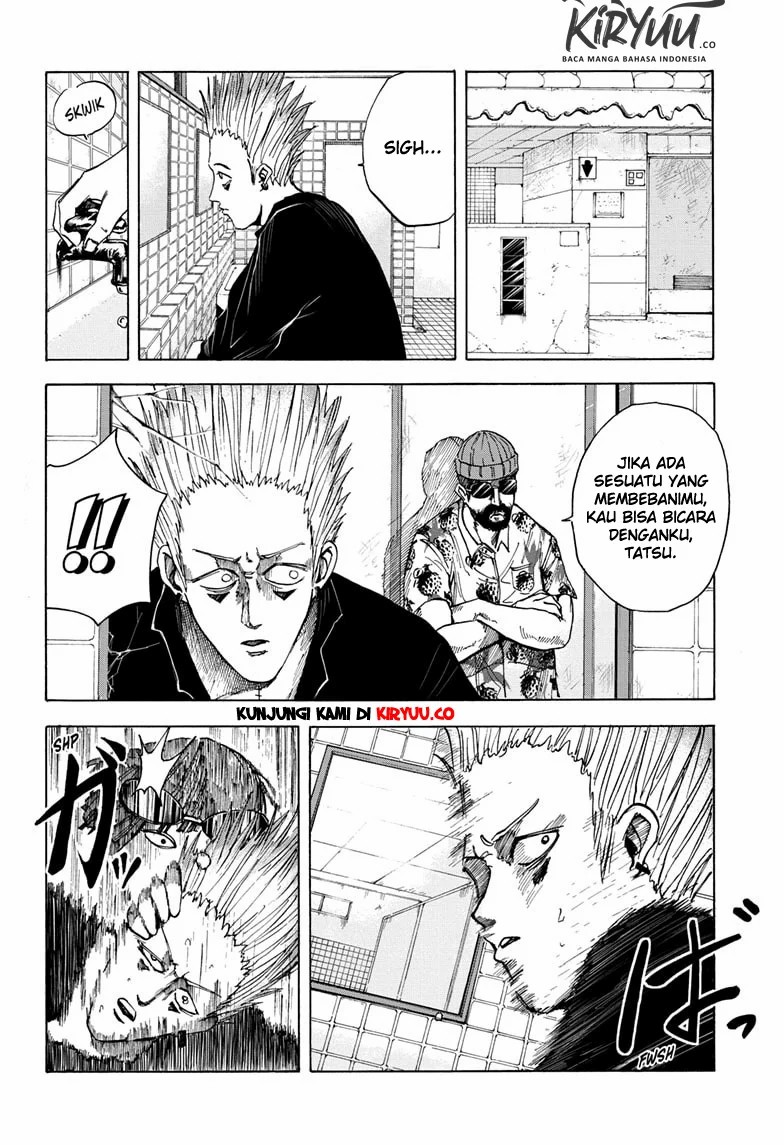 KIRYUU.CO
BACA MANGA BAHASA INDONESIA
SIGH...
SKWIK
JIKA ADA
SESUATU YANG
MEMBEBANIMU,
KAU BISA BICARA
DENGANKU,
TATSU.
!!
KUNJUNGI KAMI DI KIRYUU.CO
ばっ
FWSH
ガッ
SHP